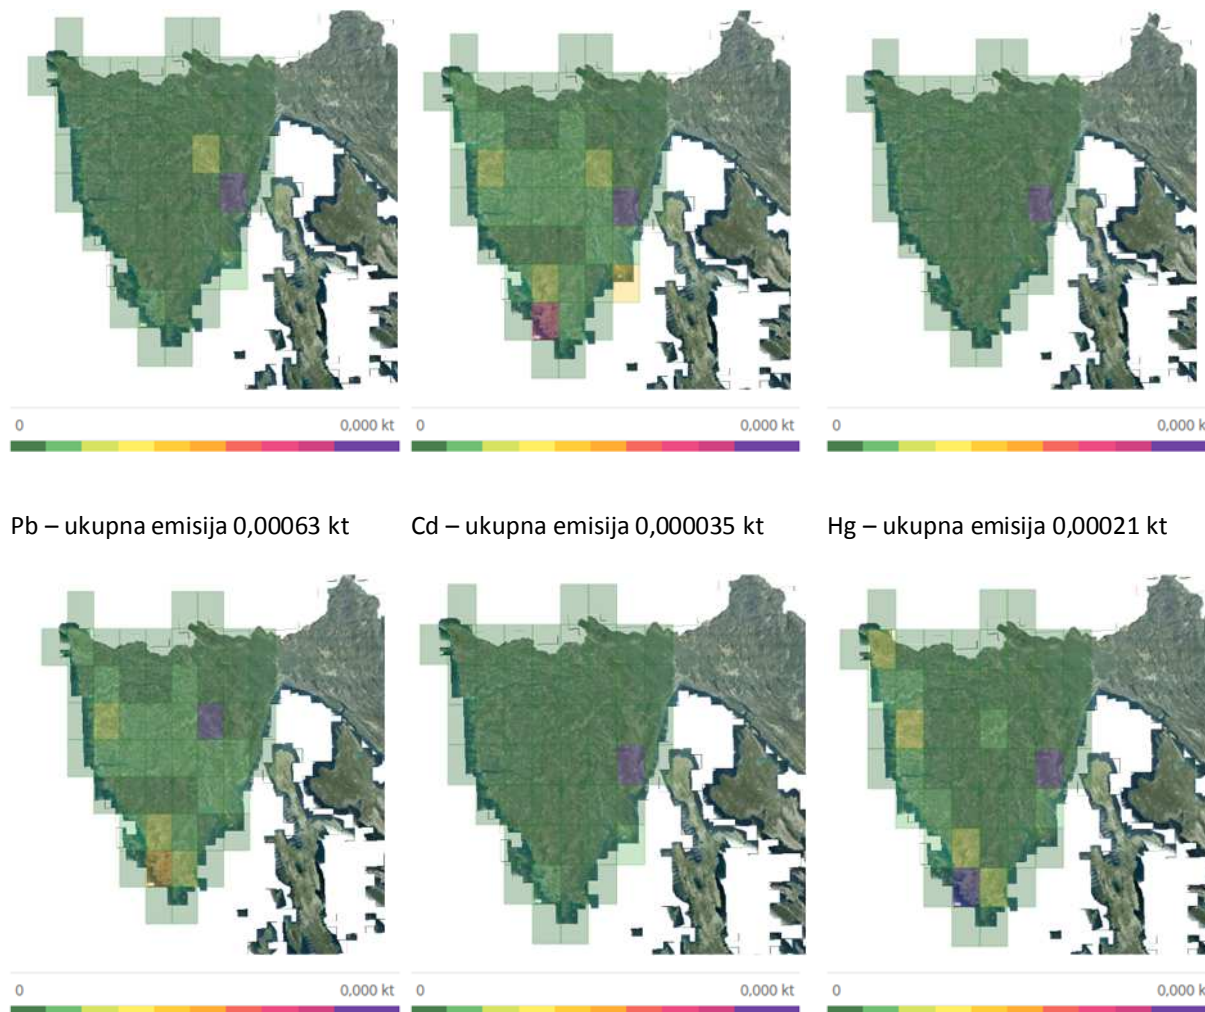 0 0,000 kt 0 0,000 kt 0 0,000 k
Pb – ukupna emisija 0,00063 kt Cd – ukupna emisija 0,000035 kt Hg – ukupna emisija 0,00021 kt
0 0,000 kt 0 0,000 kt 0 0,000 k